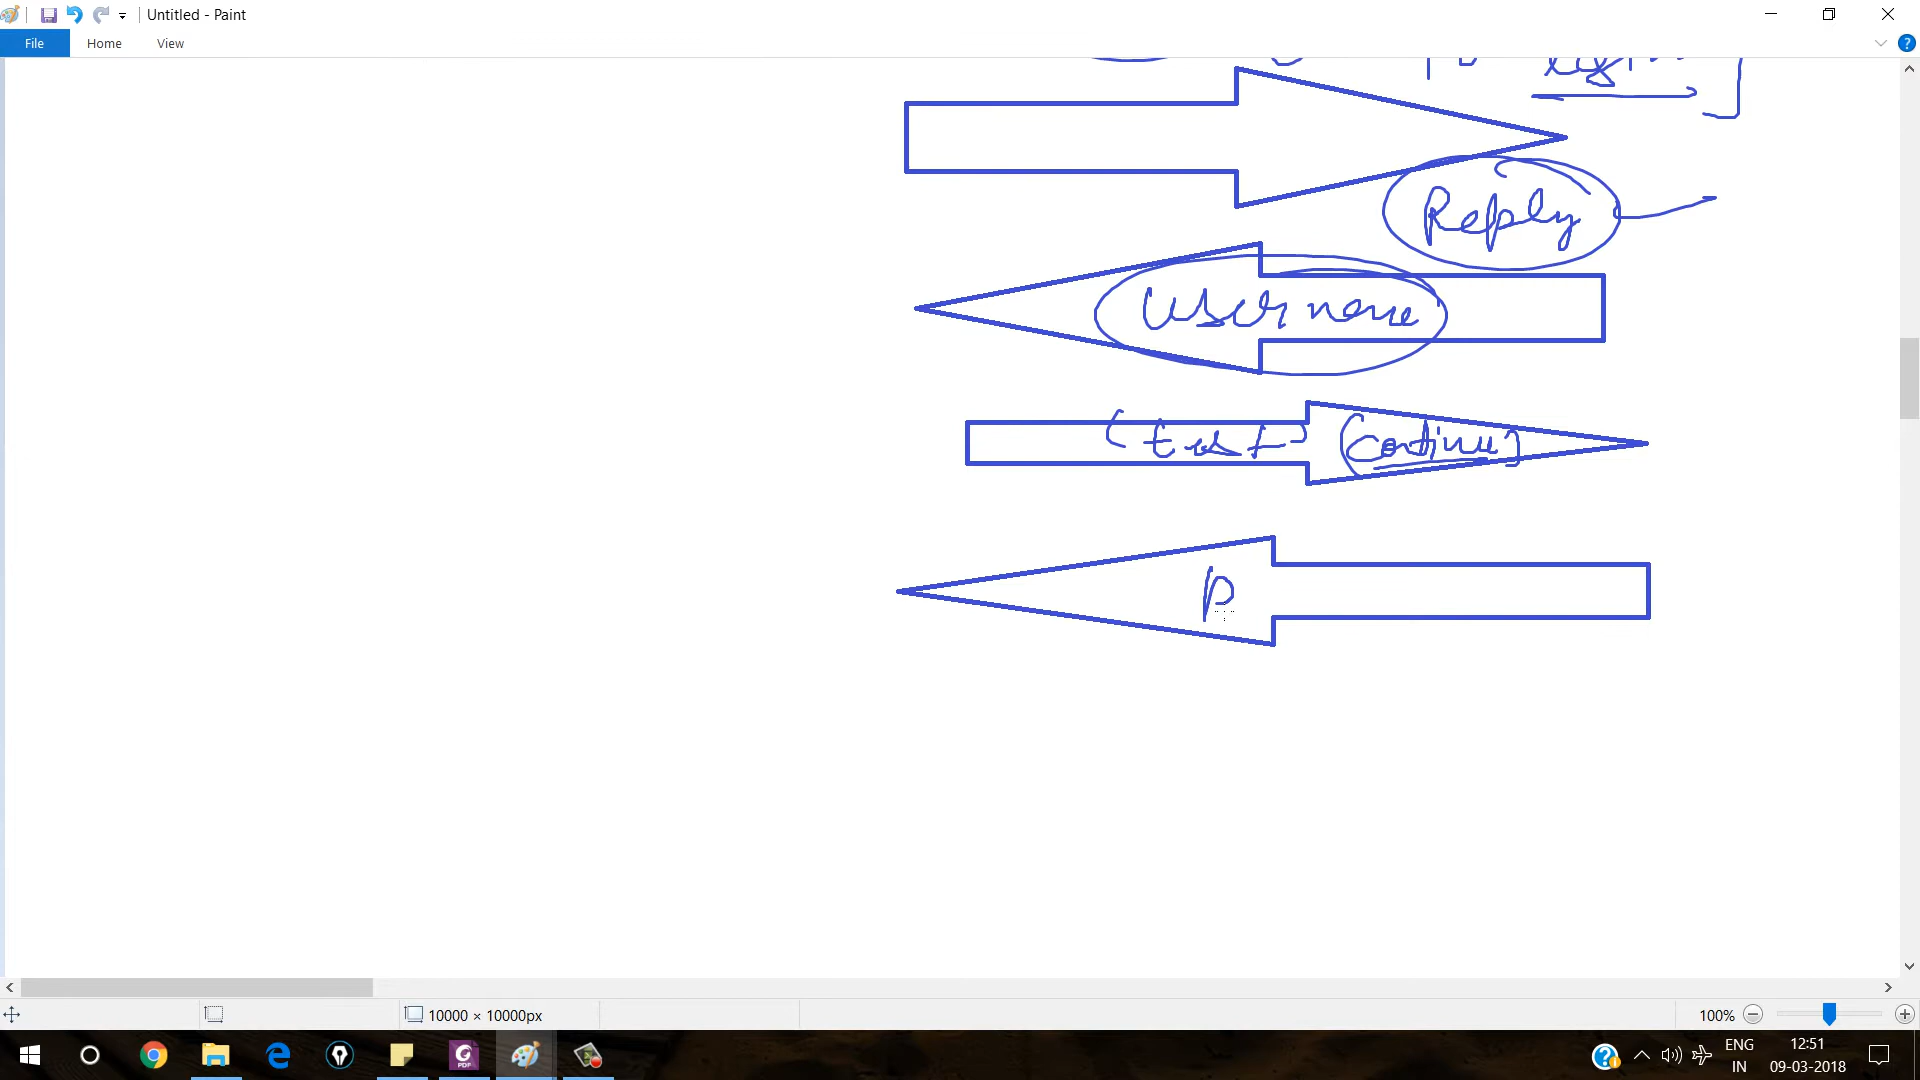 Untitled - Paint
File Home View
Reply
User name
(test) (Continue)
P
10000 × 10000px
100%
ENG 12:51
IN 09-03-2018